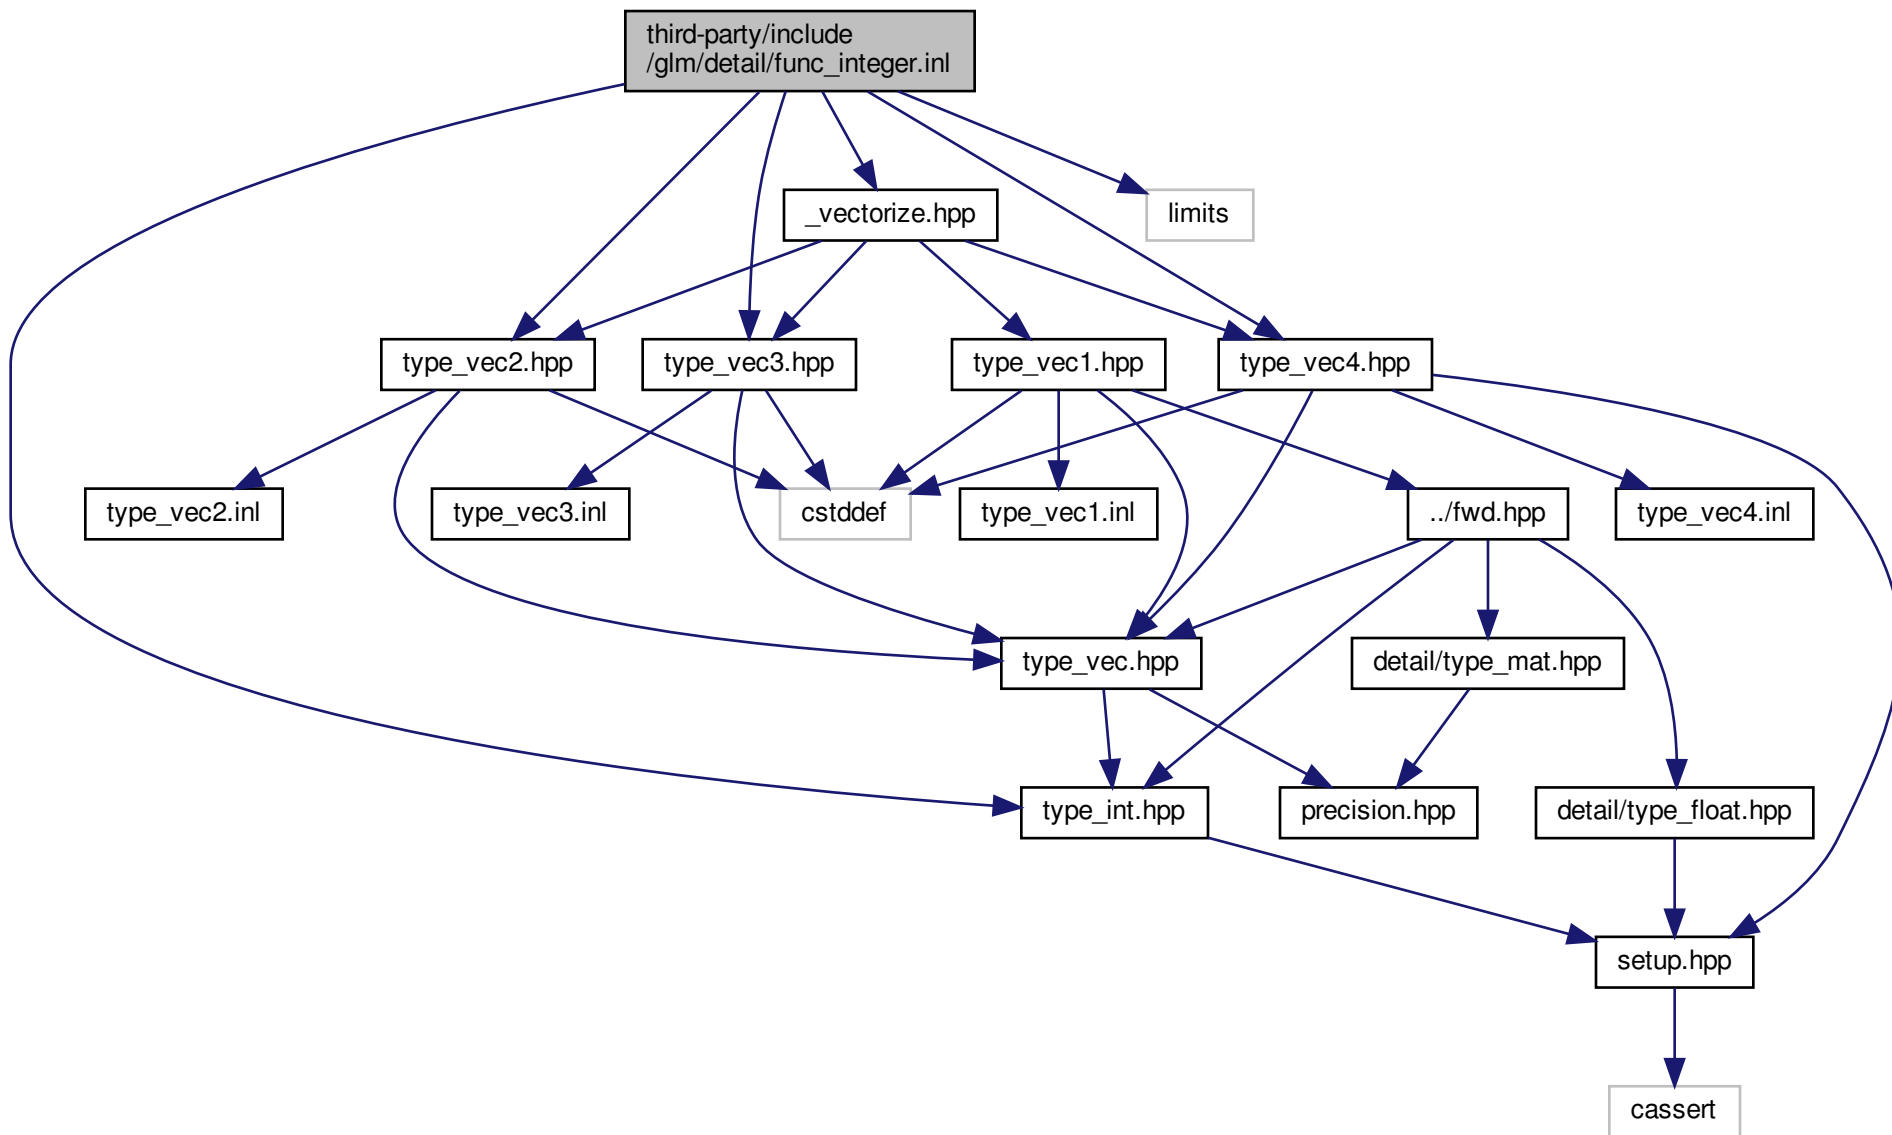 third-party/include
/glm/detail/func_integer.inl
_vectorize.hpp
limits
type_vec2.hpp
type_vec3.hpp
type_vec1.hpp
type_vec4.hpp
type_vec2.inl
type_vec3.inl
cstddef
type_vec1.inl
../fwd.hpp
type_vec4.inl
type_vec.hpp
detail/type_mat.hpp
type_int.hpp
precision.hpp
detail/type_float.hpp
setup.hpp
cassert